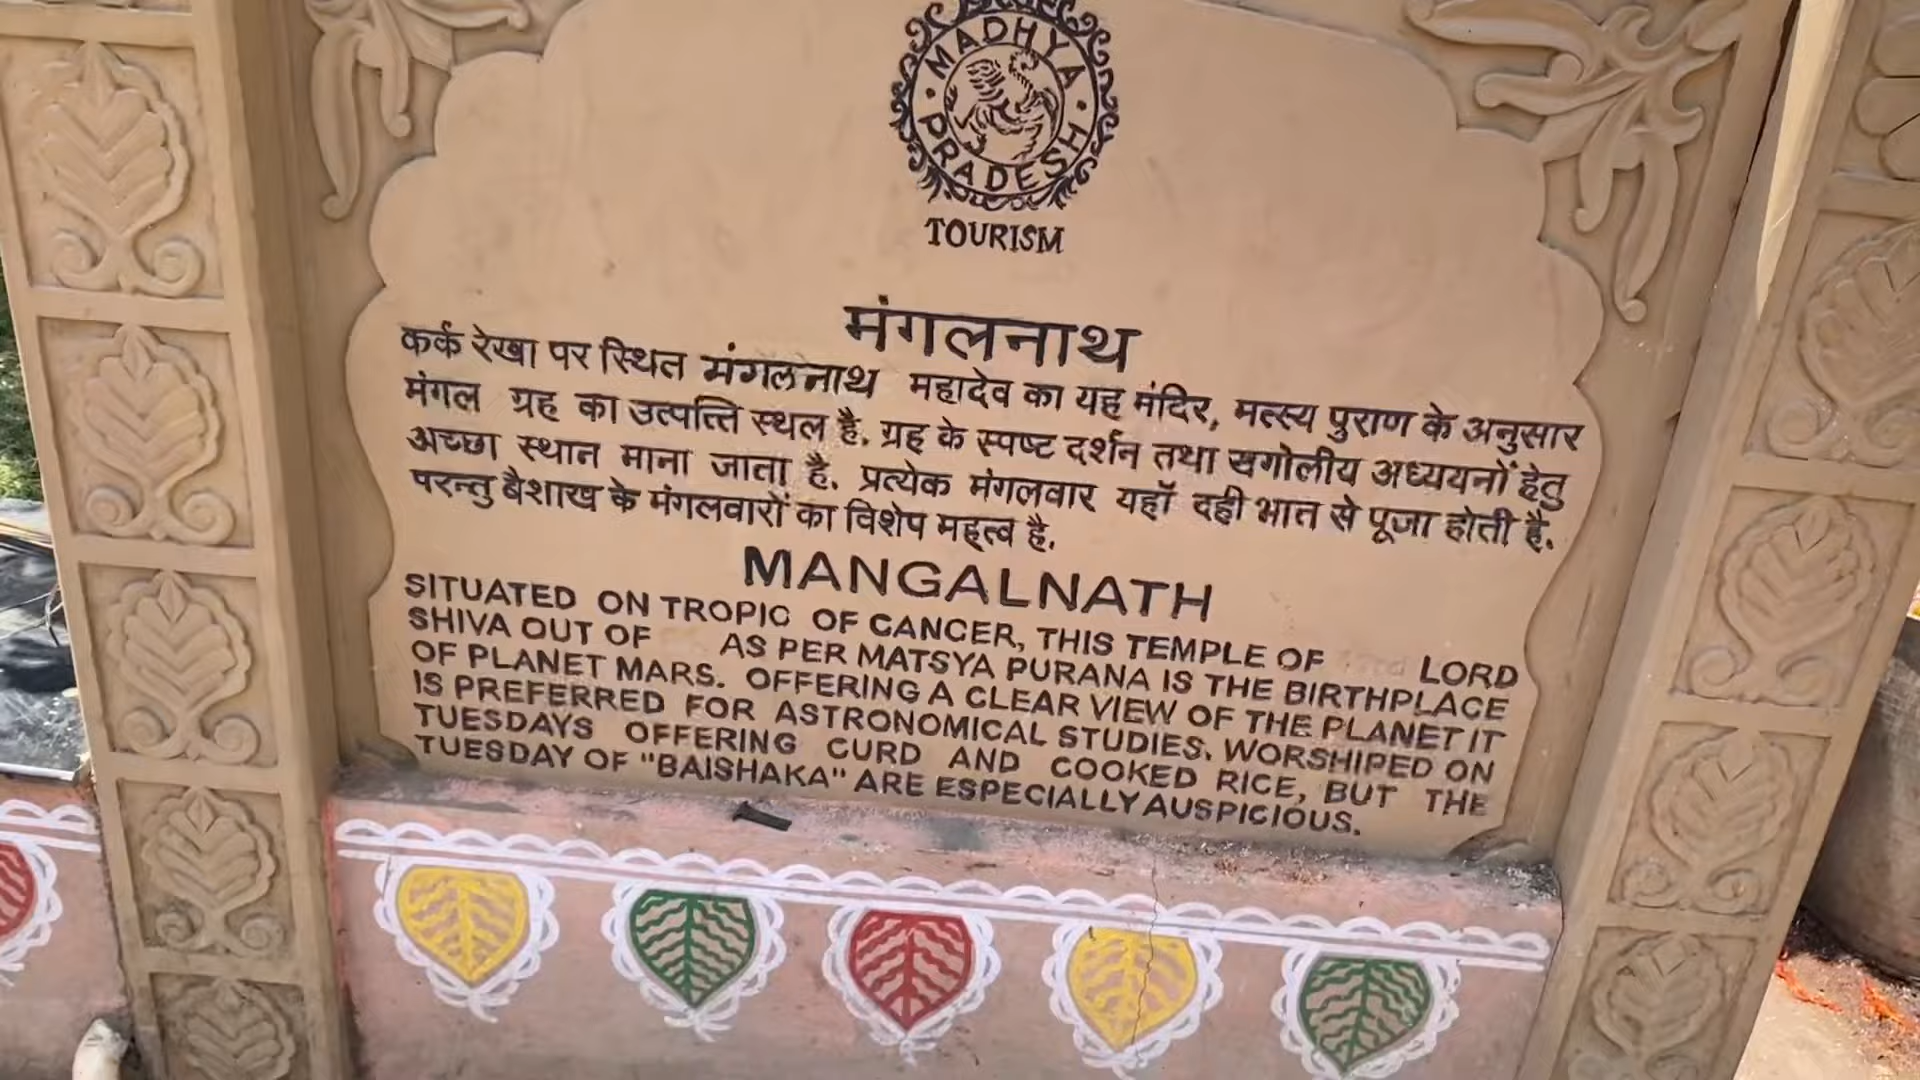 MADHYA
PRADESH
TOURISM
मंगलनाथ
कर्क रेखा पर स्थित मंगलनाथ महादेव का यह मंदिर, मत्स्य पुराण के अनुसार
मंगल ग्रह का उत्पत्ति स्थल है. ग्रह के स्पष्ट दर्शन तथा खगोलीय अध्ययनों हेतु
अच्छा स्थान माना जाता है. प्रत्येक मंगलवार यहाँ दही भात से पूजा होती है.
परन्तु बैशाख के मंगलवारों का विशेप महत्व है.
MANGALNATH
SITUATED ON TROPIC OF CANCER, THIS TEMPLE OF LORD
SHIVA OUT OF AS PER MATSYA PURANA IS THE BIRTHPLACE
OF PLANET MARS. OFFERING A CLEAR VIEW OF THE PLANET IT
IS PREFERRED FOR ASTRONOMICAL STUDIES. WORSHIPED ON
TUESDAYS OFFERING CURD AND COOKED RICE, BUT THE
TUESDAY OF "BAISHAKA" ARE ESPECIALLY AUSPICIOUS.